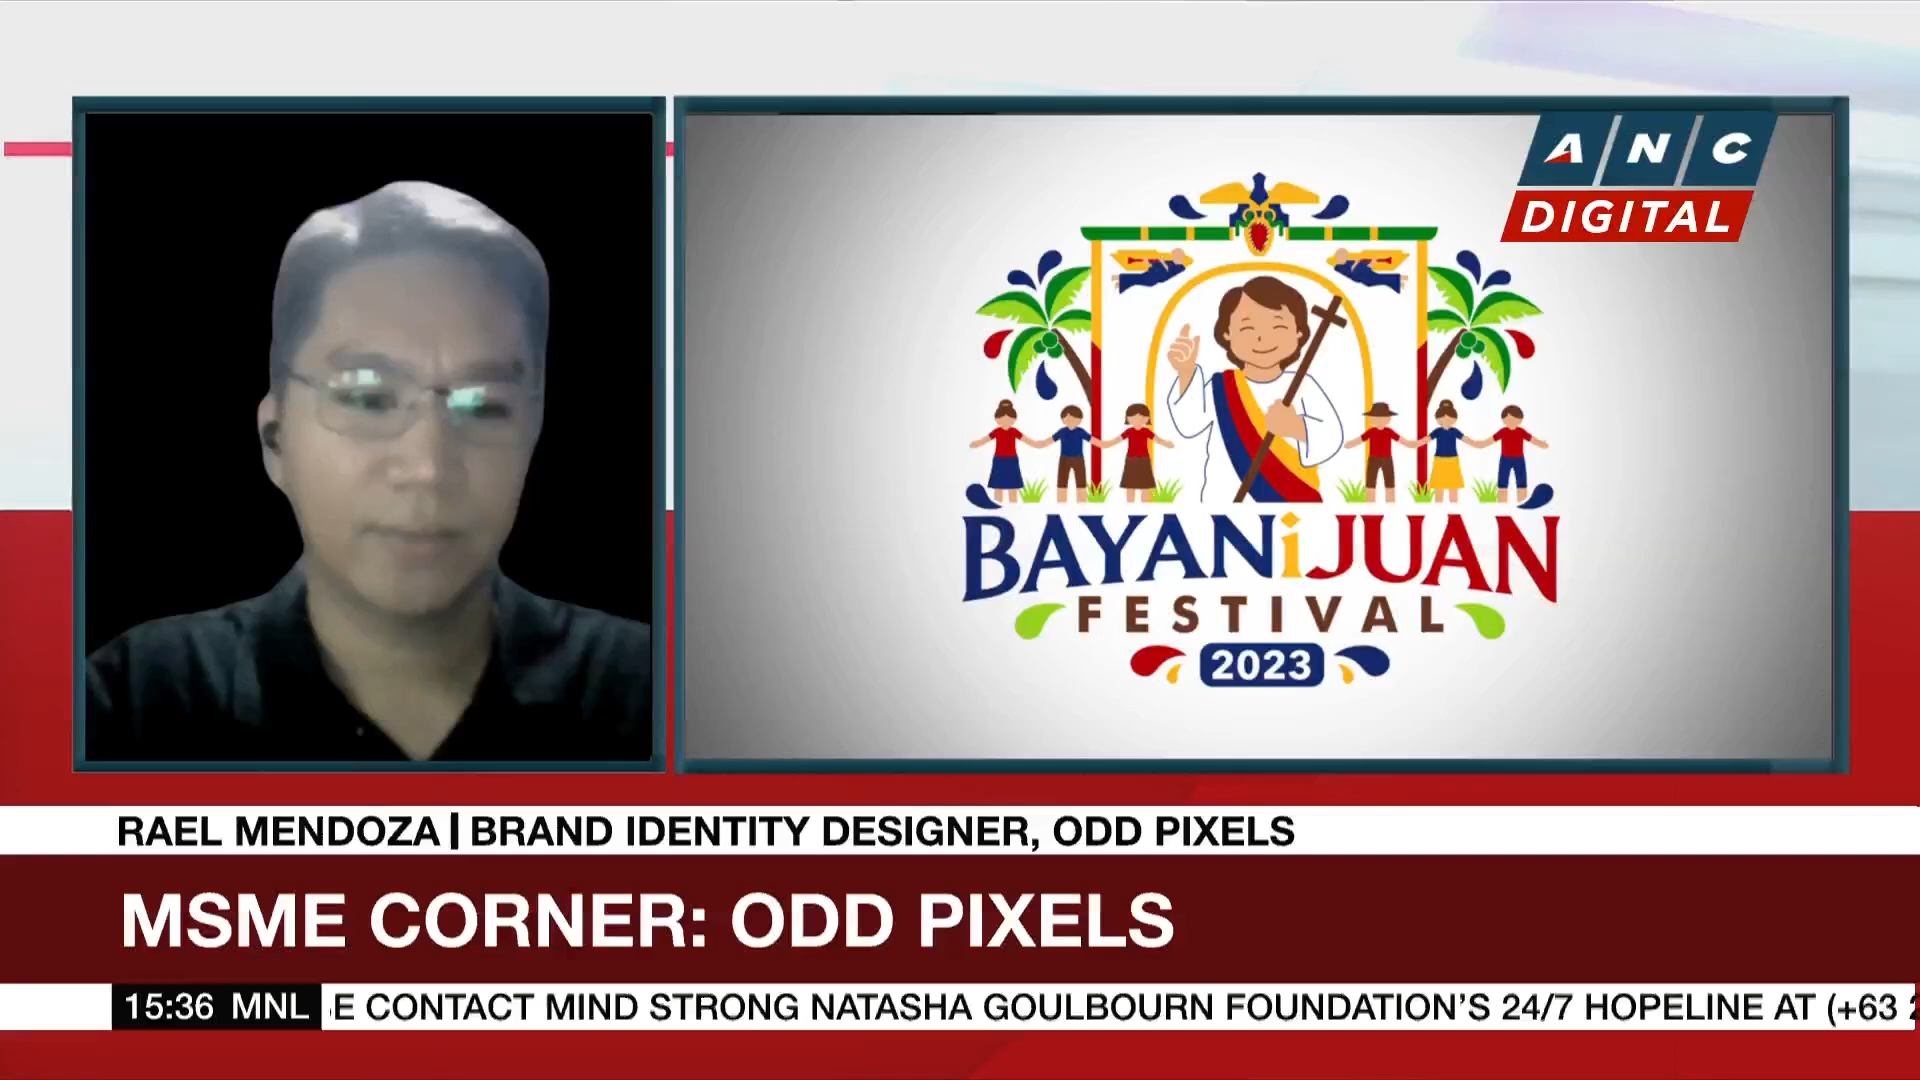 ANC
DIGITAL
BAYANiJUAN
FESTIVAL
2023
RAEL MENDOZA | BRAND IDENTITY DESIGNER, ODD PIXELS
MSME CORNER: ODD PIXELS
15:36 MNL
E CONTACT MIND STRONG NATASHA GOULBOURN FOUNDATION'S 24/7 HOPELINE AT (+63 2